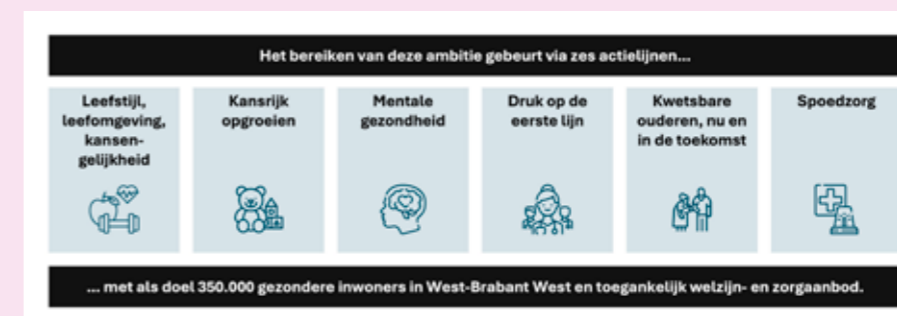 Het bereiken van deze ambitie gebeurt via zes actielijnen...
Leefstijl,
leefomgeving,
kansen-
gelijkheid
Kansrijk
opgroeien
Mentale
gezondheid
Druk op de
eerste lijn
Kwetsbare
ouderen, nu en
in de toekomst
Spoedzorg
... met als doel 350.000 gezondere inwoners in West-Brabant West en toegankelijk welzijn- en zorgaanbod.